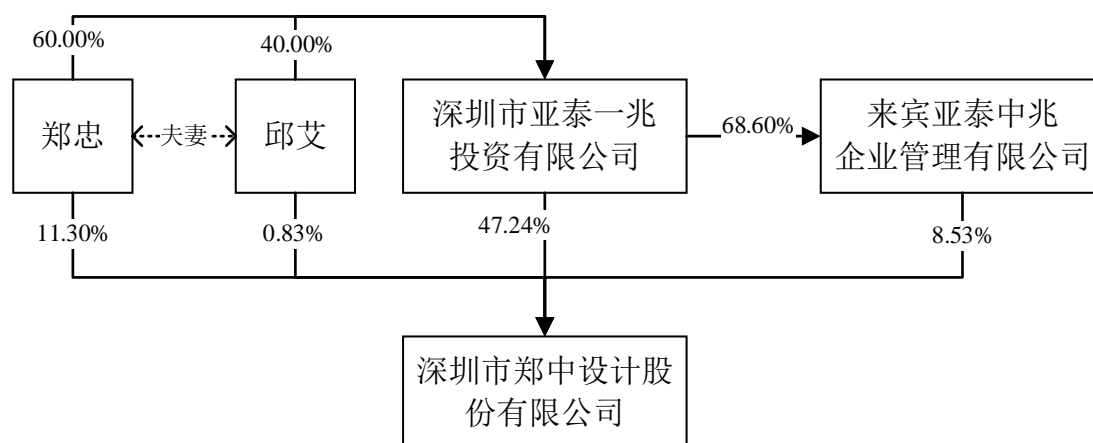 60.00%
40.00%
郑忠
夫妻
邱艾
深圳市亚泰一兆
投资有限公司
68.60%
来宾亚泰中兆
企业管理有限公司
11.30%
0.83%
47.24%
8.53%
深圳市郑中设计股
份有限公司